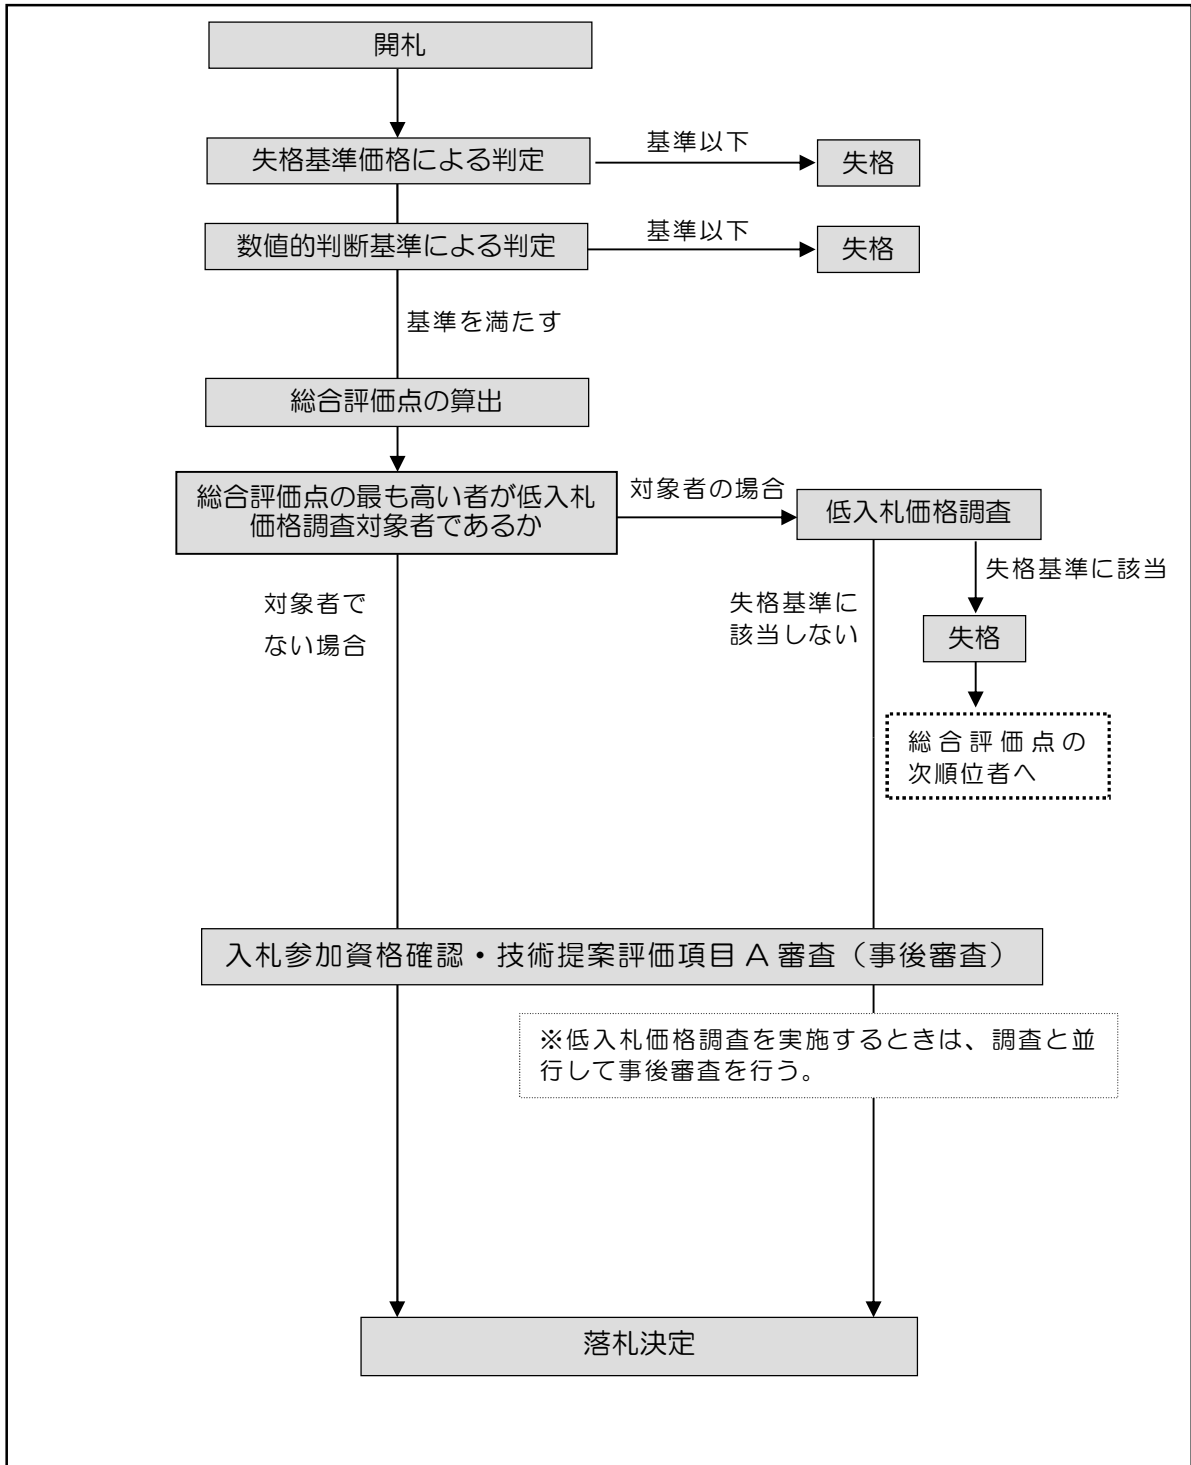 開札
失格基準価格による判定
基準以下
失格
数値的判断基準による判定
基準以下
失格
基準を満たす
総合評価点の算出
総合評価点の最も高い者が低入札
価格調査対象者であるか
対象者の場合
低入札価格調査
失格基準に該当
対象者で
ない場合
失格基準に
該当しない
失格
総合評価点の
次順位者へ
入札参加資格確認・技術提案評価項目A審査（事後審査）
※低入札価格調査を実施するときは、調査と並
行して事後審査を行う。
落札決定